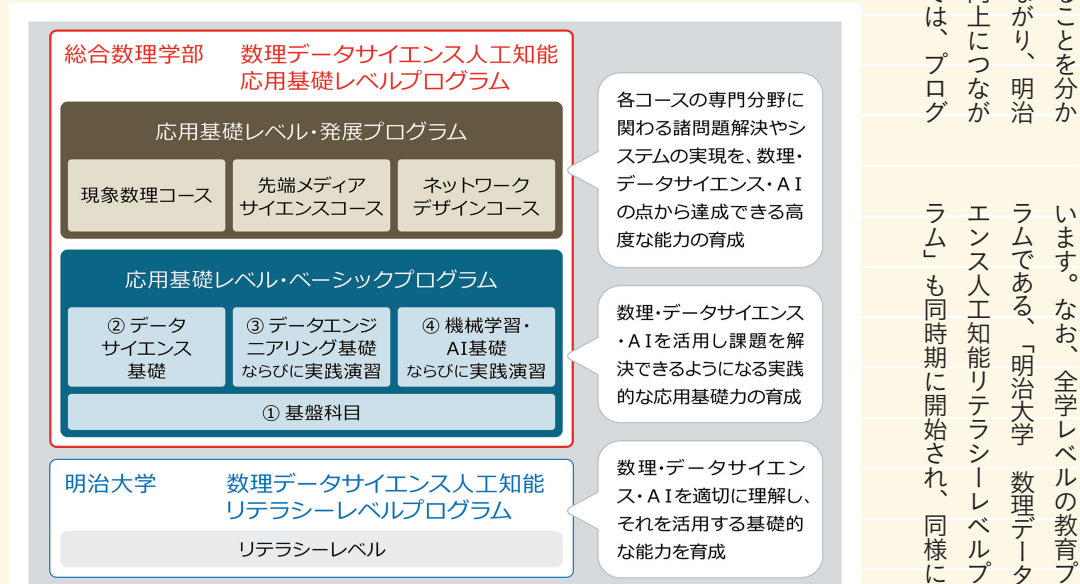 総合数理学部
数理データサイエンス人工知能
応用基礎レベルプログラム
応用基礎レベル・発展プログラム
現象数理コース
先端メディア
サイエンスコース
ネットワーク
デザインコース
各コースの専門分野に
関わる諸問題解決やシ
ステムの実現を、数理・
データサイエンス・AI
の点から達成できる高
度な能力の育成
応用基礎レベル・ベーシックプログラム
②データ
サイエンス
基礎
③データエンジ
ニアリング基礎
ならびに実践演習
④機械学習・
AI基礎
ならびに実践演習
①基盤科目
数理・データサイエンス
・AIを活用し課題を解
決できるようになる実践
的な応用基礎力の育成
明治大学
数理データサイエンス人工知能
リテラシーレベルプログラム
リテラシーレベル
数理・データサイエン
ス・AIを適切に理解し、
それを活用する基礎的
な能力を育成
ることを分か
ながり、明治
向上につなが
では、プログ
います。なお、全学レベルの教育プ
ラムである、「明治大学 数理データ
エンス人工知能リテラシーレベルプ
ラム」も同時期に開始され、同様に